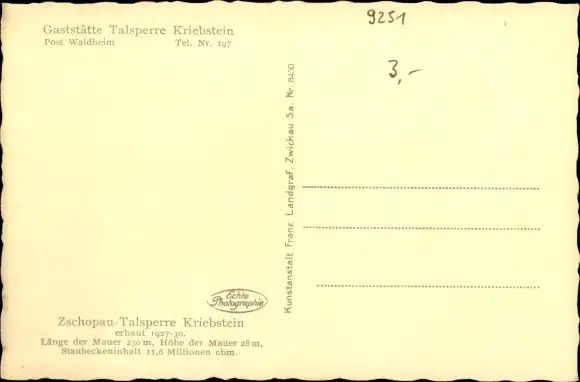 Gaststätte Talsperre Kriebstein
Post Waldheim Tel. Nr. 197
9251
3,-
Kunstanstalt Franz Landgraf, Zwickau Sa. Nr. 8450
Echte
Photographie
Zschopau-Talsperre Kriebstein
erbaut 1927-30.
Länge der Mauer 230 m, Höhe der Mauer 28 m,
Staubeckeninhalt 11,6 Millionen cbm.